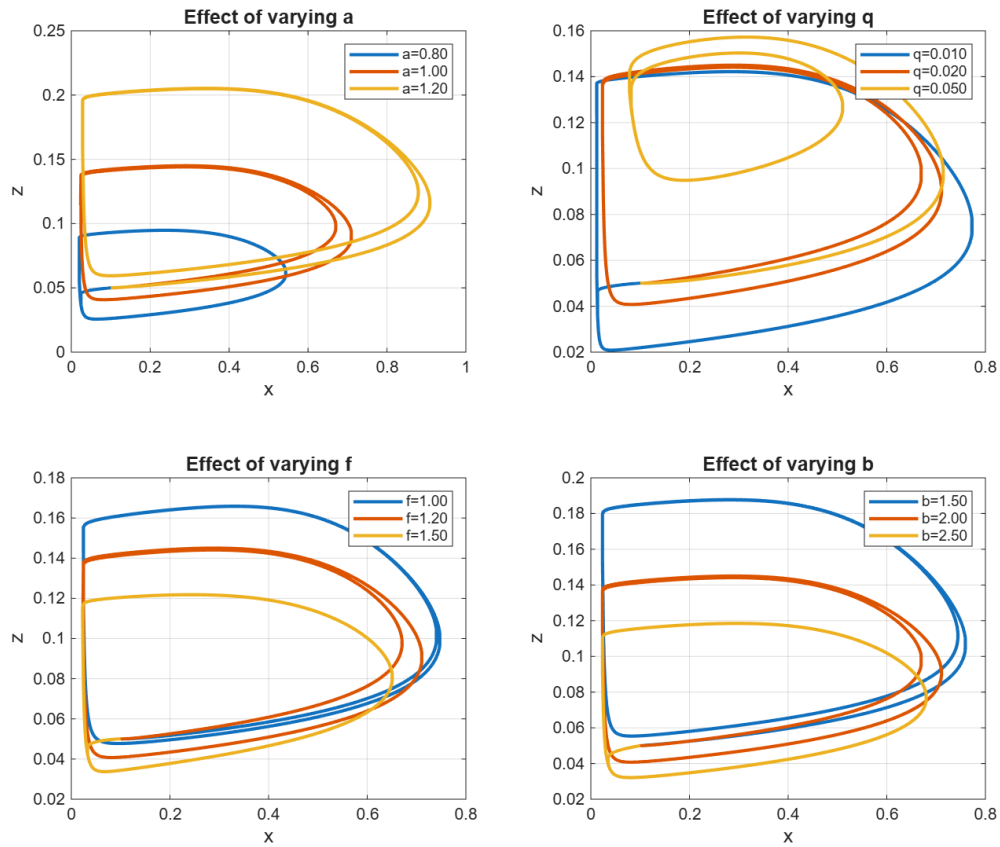 Effect of varying a
0.25
0.2
0.15
0.1
0.05
0
z
0
0.2
0.4
0.6
0.8
1
x
a=0.80
a=1.00
a=1.20
Effect of varying q
0.16
0.14
0.12
0.1
0.08
0.06
0.04
0.02
z
0
0.2
0.4
0.6
0.8
x
q=0.010
q=0.020
q=0.050
Effect of varying f
0.18
0.16
0.14
0.12
0.1
0.08
0.06
0.04
0.02
z
0
0.2
0.4
0.6
0.8
x
f=1.00
f=1.20
f=1.50
Effect of varying b
0.2
0.18
0.16
0.14
0.12
0.1
0.08
0.06
0.04
0.02
z
0
0.2
0.4
0.6
0.8
x
b=1.50
b=2.00
b=2.50